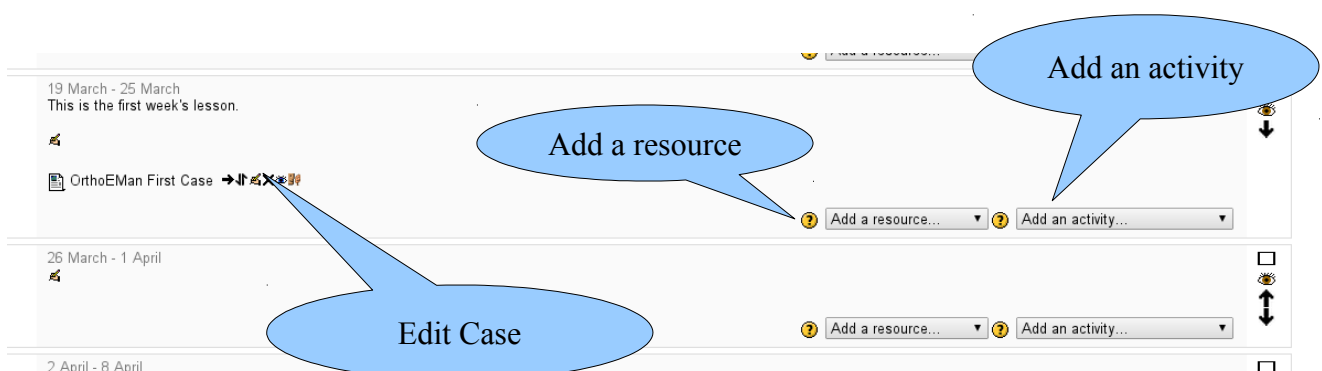 Add a resource...
Add an activity
19 March - 25 March
This is the first week's lesson.
Add a resource
OrthoEMan First Case
Add a resource... Add an activity...
26 March - 1 April
Edit Case
Add a resource... Add an activity...
2 April - 8 April